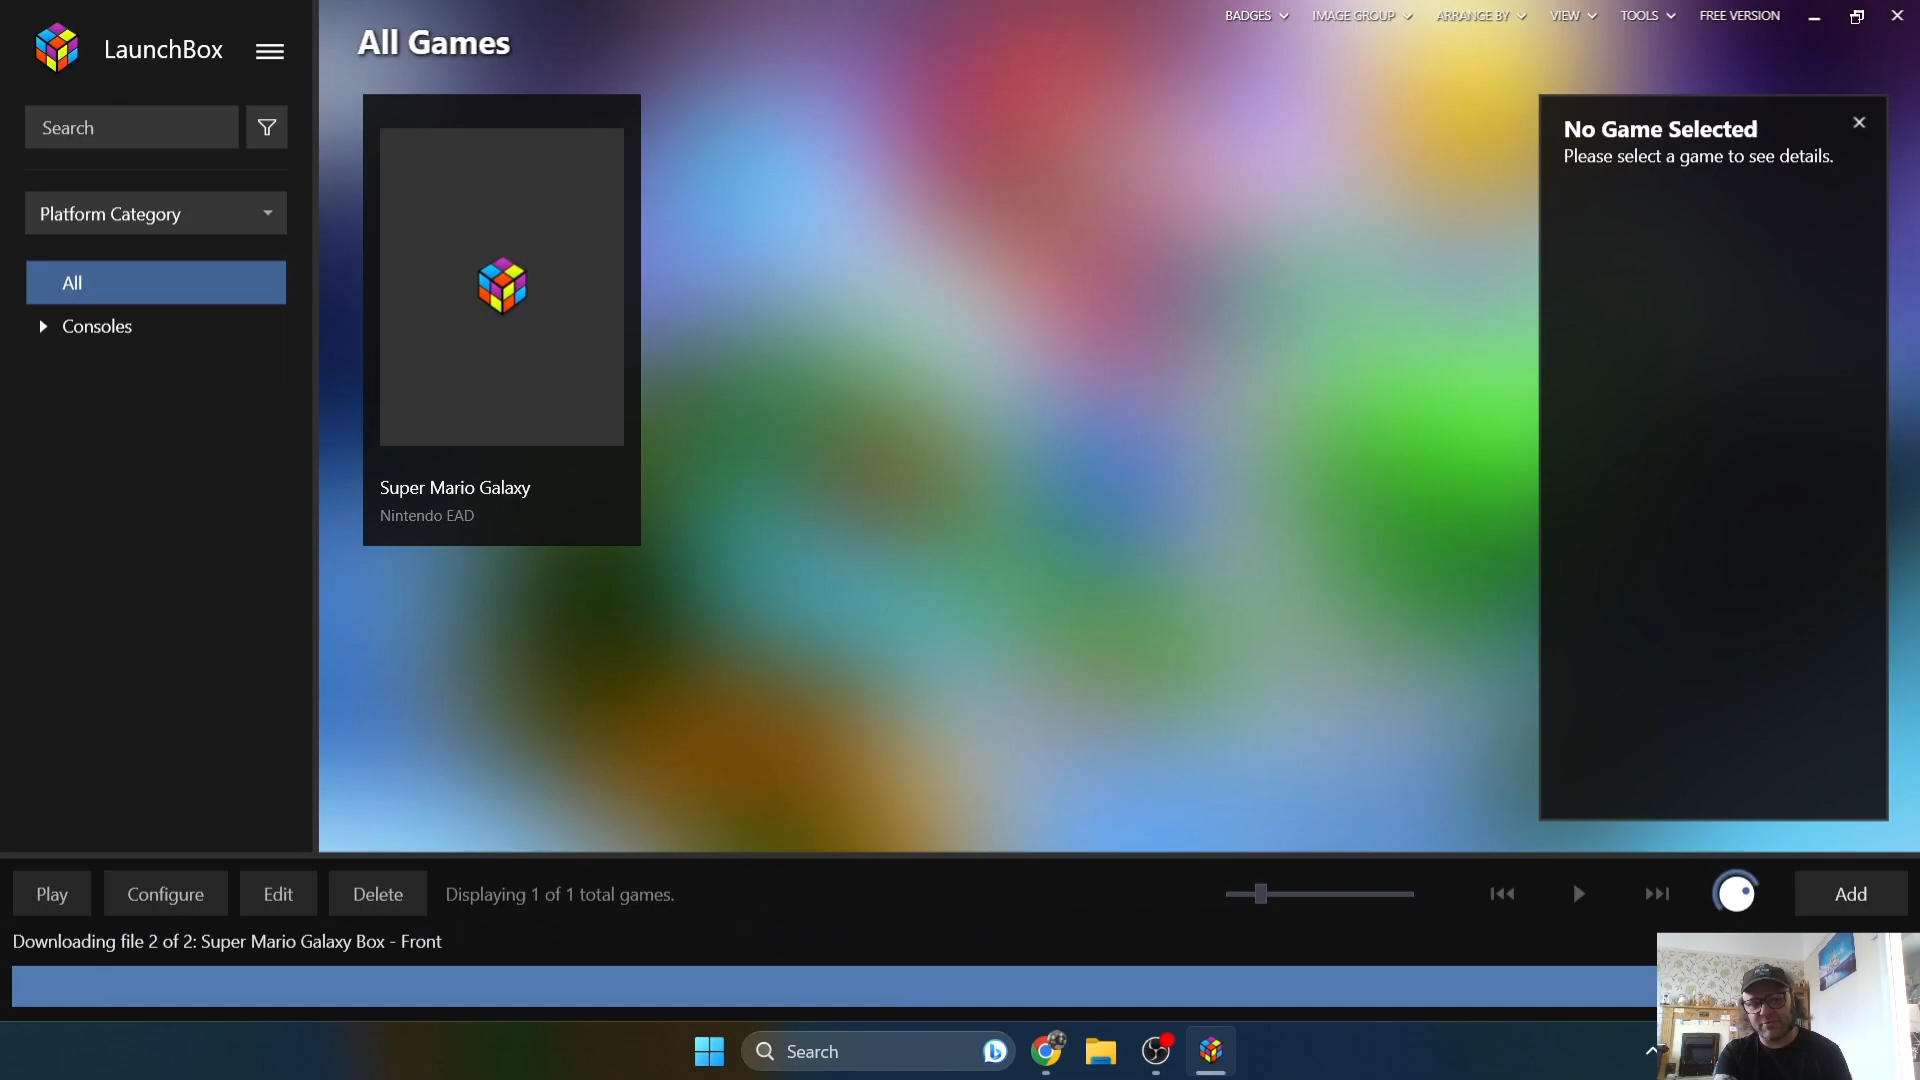 LaunchBox
All Games
BADGES
IMAGE GROUP
ARRANGE BY
VIEW
TOOLS
FREE VERSION
Search
Platform Category
All
Consoles
Super Mario Galaxy
Nintendo EAD
No Game Selected
Please select a game to see details.
Play
Configure
Edit
Delete
Displaying 1 of 1 total games.
Add
Downloading file 2 of 2: Super Mario Galaxy Box - Front
Search